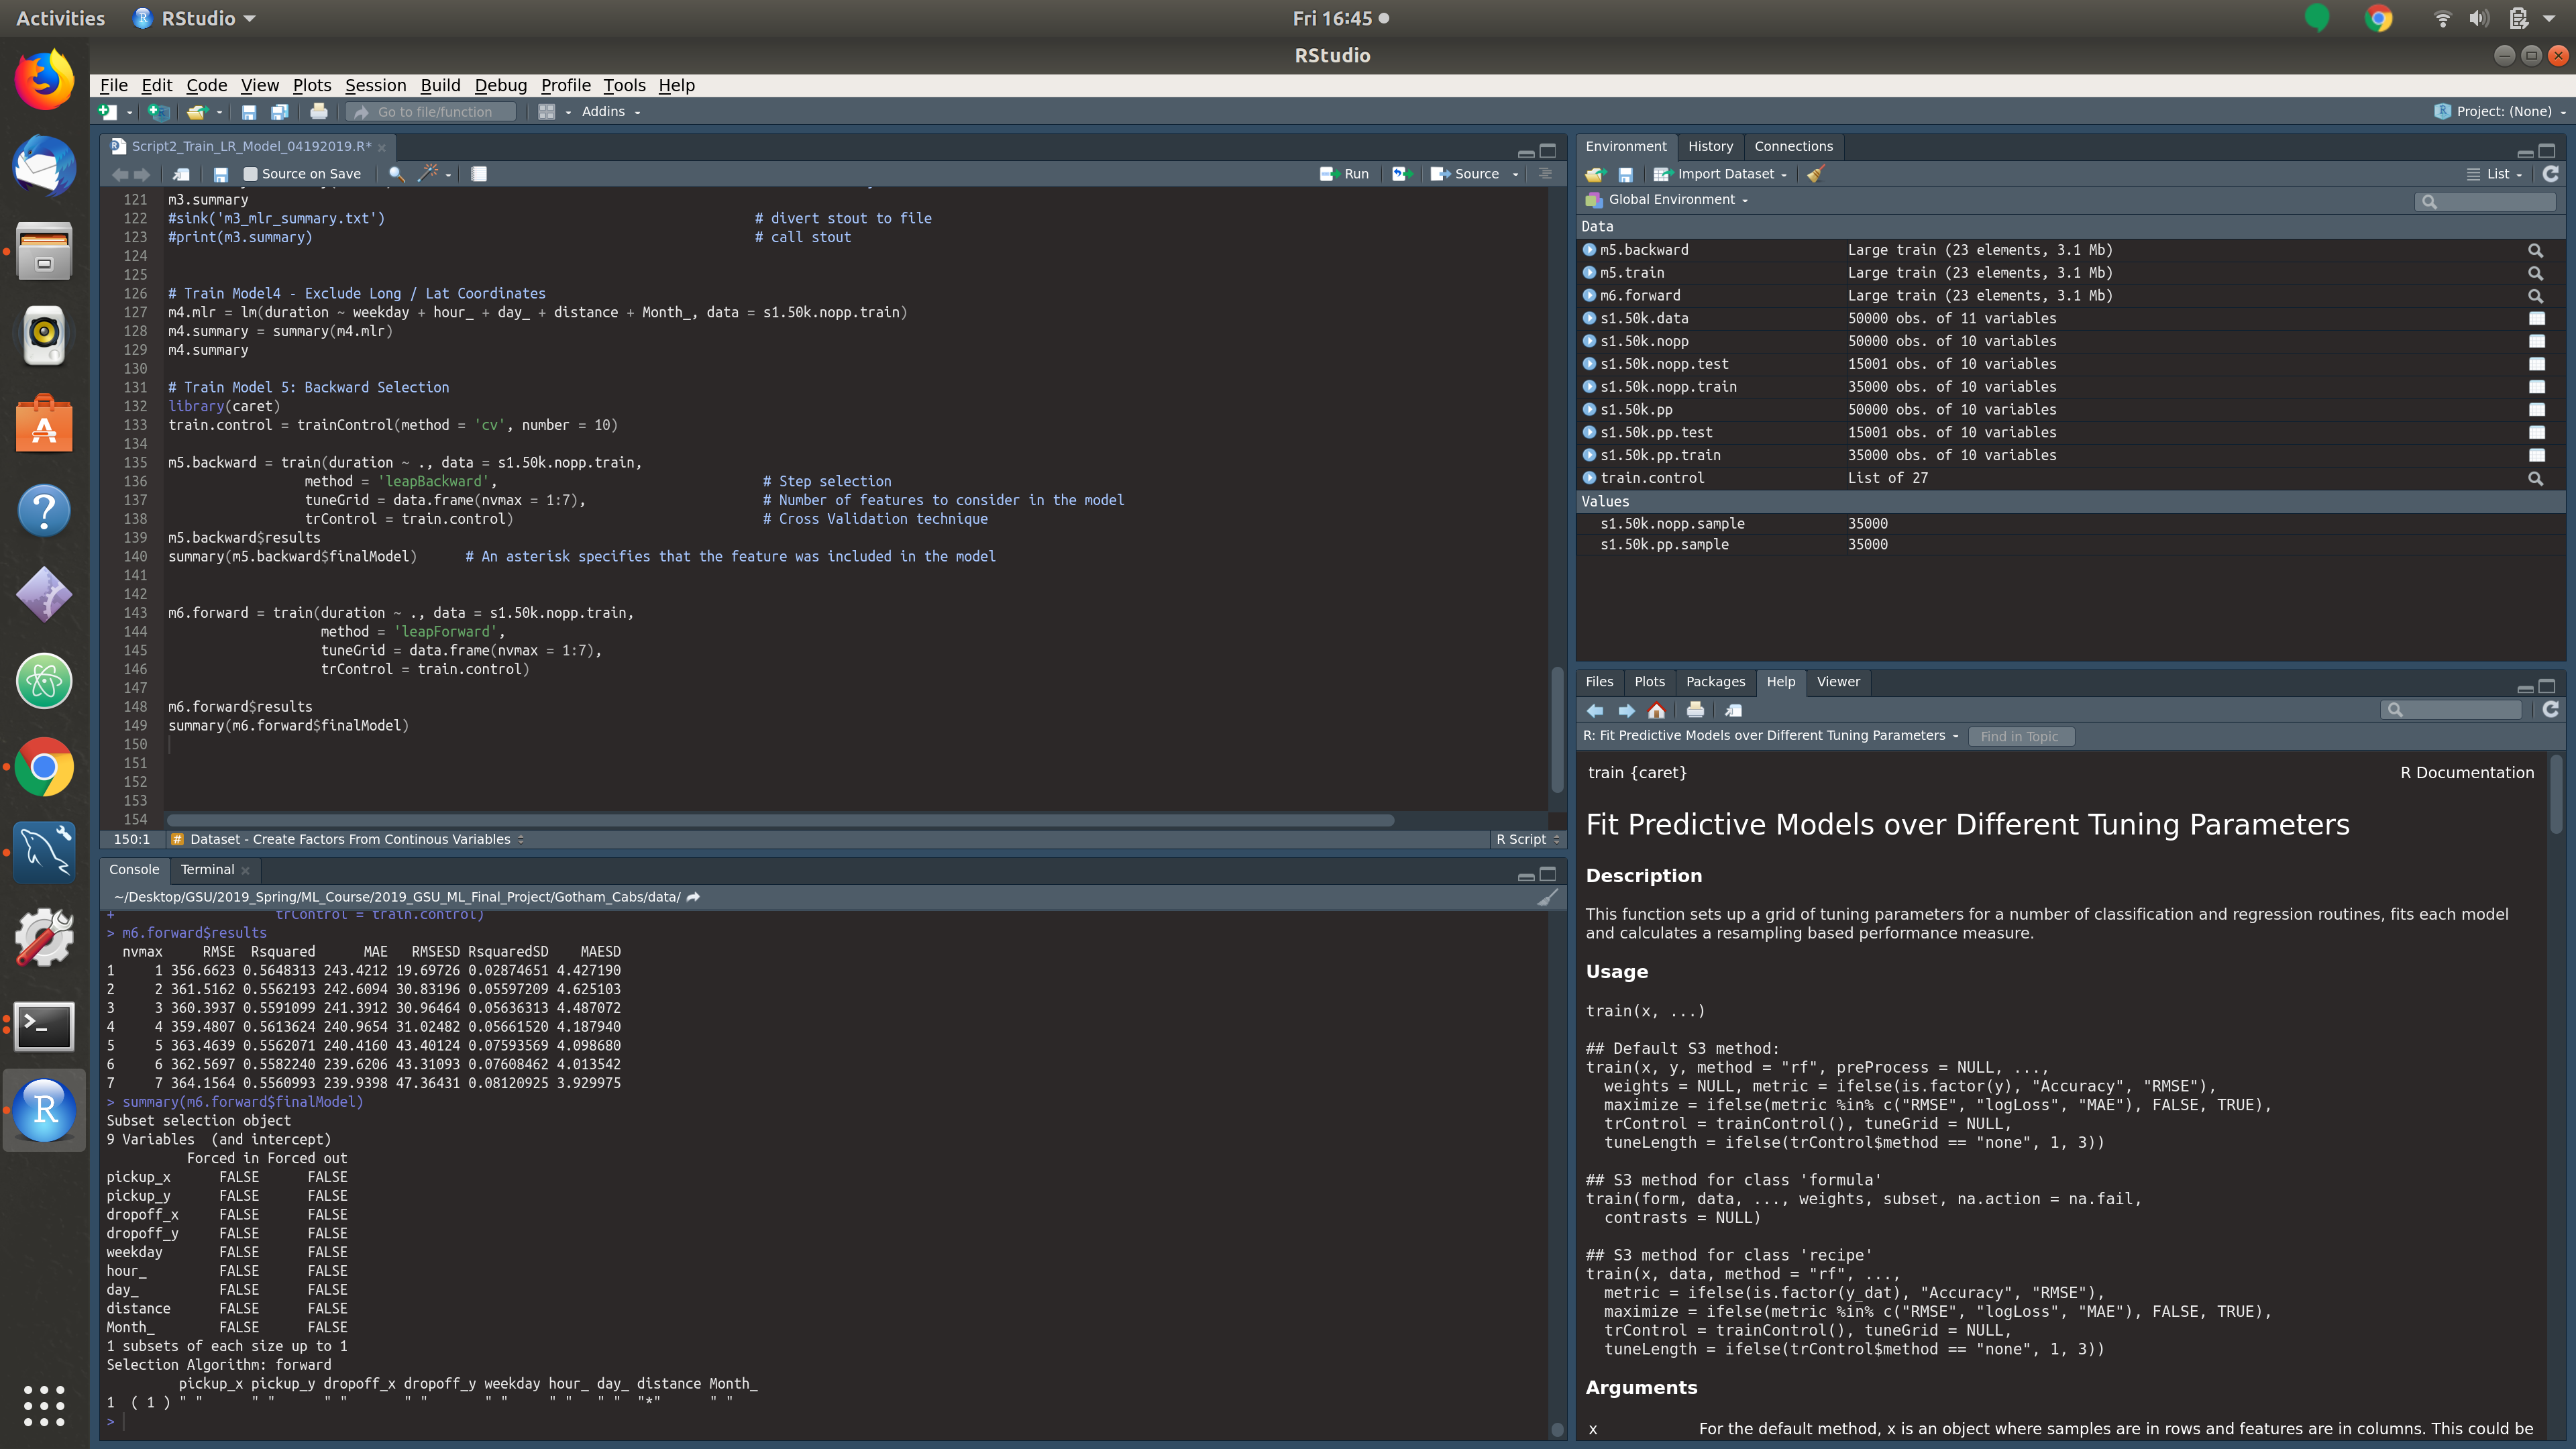 Activities RStudio Fri 16:45
RStudio
File Edit Code View Plots Session Build Debug Profile Tools Help
Go to file/function Addins Project: (None)
Script2_Train_LR_Model_04192019.R*
Source on Save Run Source
121 m3.summary
122 #sink('m3_mlr_summary.txt') # divert stout to file
123 #print(m3.summary) # call stout
124
125
126 # Train Model4 - Exclude Long / Lat Coordinates
127 m4.mlr = lm(duration ~ weekday + hour_ + day_ + distance + Month_, data = s1.50k.nopp.train)
128 m4.summary = summary(m4.mlr)
129 m4.summary
130
131 # Train Model 5: Backward Selection
132 library(caret)
133 train.control = trainControl(method = 'cv', number = 10)
134
135 m5.backward = train(duration ~ ., data = s1.50k.nopp.train,
136 method = 'leapBackward', # Step selection
137 tuneGrid = data.frame(nvmax = 1:7), # Number of features to consider in the model
138 trControl = train.control) # Cross Validation technique
139 m5.backward$results
140 summary(m5.backward$finalModel) # An asterisk specifies that the feature was included in the model
141
142
143 m6.forward = train(duration ~ ., data = s1.50k.nopp.train,
144 method = 'leapForward',
145 tuneGrid = data.frame(nvmax = 1:7),
146 trControl = train.control)
147
148 m6.forward$results
149 summary(m6.forward$finalModel)
150
151
152
153
154
150:1 # Dataset - Create Factors From Continous Variables R Script
Console Terminal
~/Desktop/GSU/2019_Spring/ML_Course/2019_GSU_ML_Final_Project/Gotham_Cabs/data/
+ trControl = train.control)
> m6.forward$results
nvmax RMSE Rsquared MAE RMSESD RsquaredSD MAESD
1 1 356.6623 0.5648313 243.4212 19.69726 0.02874651 4.427190
2 2 361.5162 0.5562193 242.6094 30.83196 0.05597209 4.625103
3 3 360.3937 0.5591099 241.3912 30.96464 0.05636313 4.487072
4 4 359.4807 0.5613624 240.9654 31.02482 0.05661520 4.187940
5 5 363.4639 0.5562071 240.4160 43.40124 0.07593569 4.098680
6 6 362.5697 0.5582240 239.6206 43.31093 0.07608462 4.013542
7 7 364.1564 0.5560993 239.9398 47.36431 0.08120925 3.929975
> summary(m6.forward$finalModel)
Subset selection object
9 Variables (and intercept)
Forced in Forced out
pickup_x FALSE FALSE
pickup_y FALSE FALSE
dropoff_x FALSE FALSE
dropoff_y FALSE FALSE
weekday FALSE FALSE
hour_ FALSE FALSE
day_ FALSE FALSE
distance FALSE FALSE
Month_ FALSE FALSE
1 subsets of each size up to 1
Selection Algorithm: forward
pickup_x pickup_y dropoff_x dropoff_y weekday hour_ day_ distance Month_
1 ( 1 ) " " " " " " " " " " " " " " "*" " "
>
Environment History Connections
Import Dataset List
Global Environment
Data
m5.backward Large train (23 elements, 3.1 Mb)
m5.train Large train (23 elements, 3.1 Mb)
m6.forward Large train (23 elements, 3.1 Mb)
s1.50k.data 50000 obs. of 11 variables
s1.50k.nopp 50000 obs. of 10 variables
s1.50k.nopp.test 15001 obs. of 10 variables
s1.50k.nopp.train 35000 obs. of 10 variables
s1.50k.pp 50000 obs. of 10 variables
s1.50k.pp.test 15001 obs. of 10 variables
s1.50k.pp.train 35000 obs. of 10 variables
train.control List of 27
Values
s1.50k.nopp.sample 35000
s1.50k.pp.sample 35000
Files Plots Packages Help Viewer
R: Fit Predictive Models over Different Tuning Parameters Find in Topic
train {caret} R Documentation
Fit Predictive Models over Different Tuning Parameters
Description
This function sets up a grid of tuning parameters for a number of classification and regression routines, fits each model
and calculates a resampling based performance measure.
Usage
train(x, ...)
## Default S3 method:
train(x, y, method = "rf", preProcess = NULL, ...,
weights = NULL, metric = ifelse(is.factor(y), "Accuracy", "RMSE"),
maximize = ifelse(metric %in% c("RMSE", "logLoss", "MAE"), FALSE, TRUE),
trControl = trainControl(), tuneGrid = NULL,
tuneLength = ifelse(trControl$method == "none", 1, 3))
## S3 method for class 'formula'
train(form, data, ..., weights, subset, na.action = na.fail,
contrasts = NULL)
## S3 method for class 'recipe'
train(x, data, method = "rf", ...,
metric = ifelse(is.factor(y_dat), "Accuracy", "RMSE"),
maximize = ifelse(metric %in% c("RMSE", "logLoss", "MAE"), FALSE, TRUE),
trControl = trainControl(), tuneGrid = NULL,
tuneLength = ifelse(trControl$method == "none", 1, 3))
Arguments
x For the default method, x is an object where samples are in rows and features are in columns. This could be